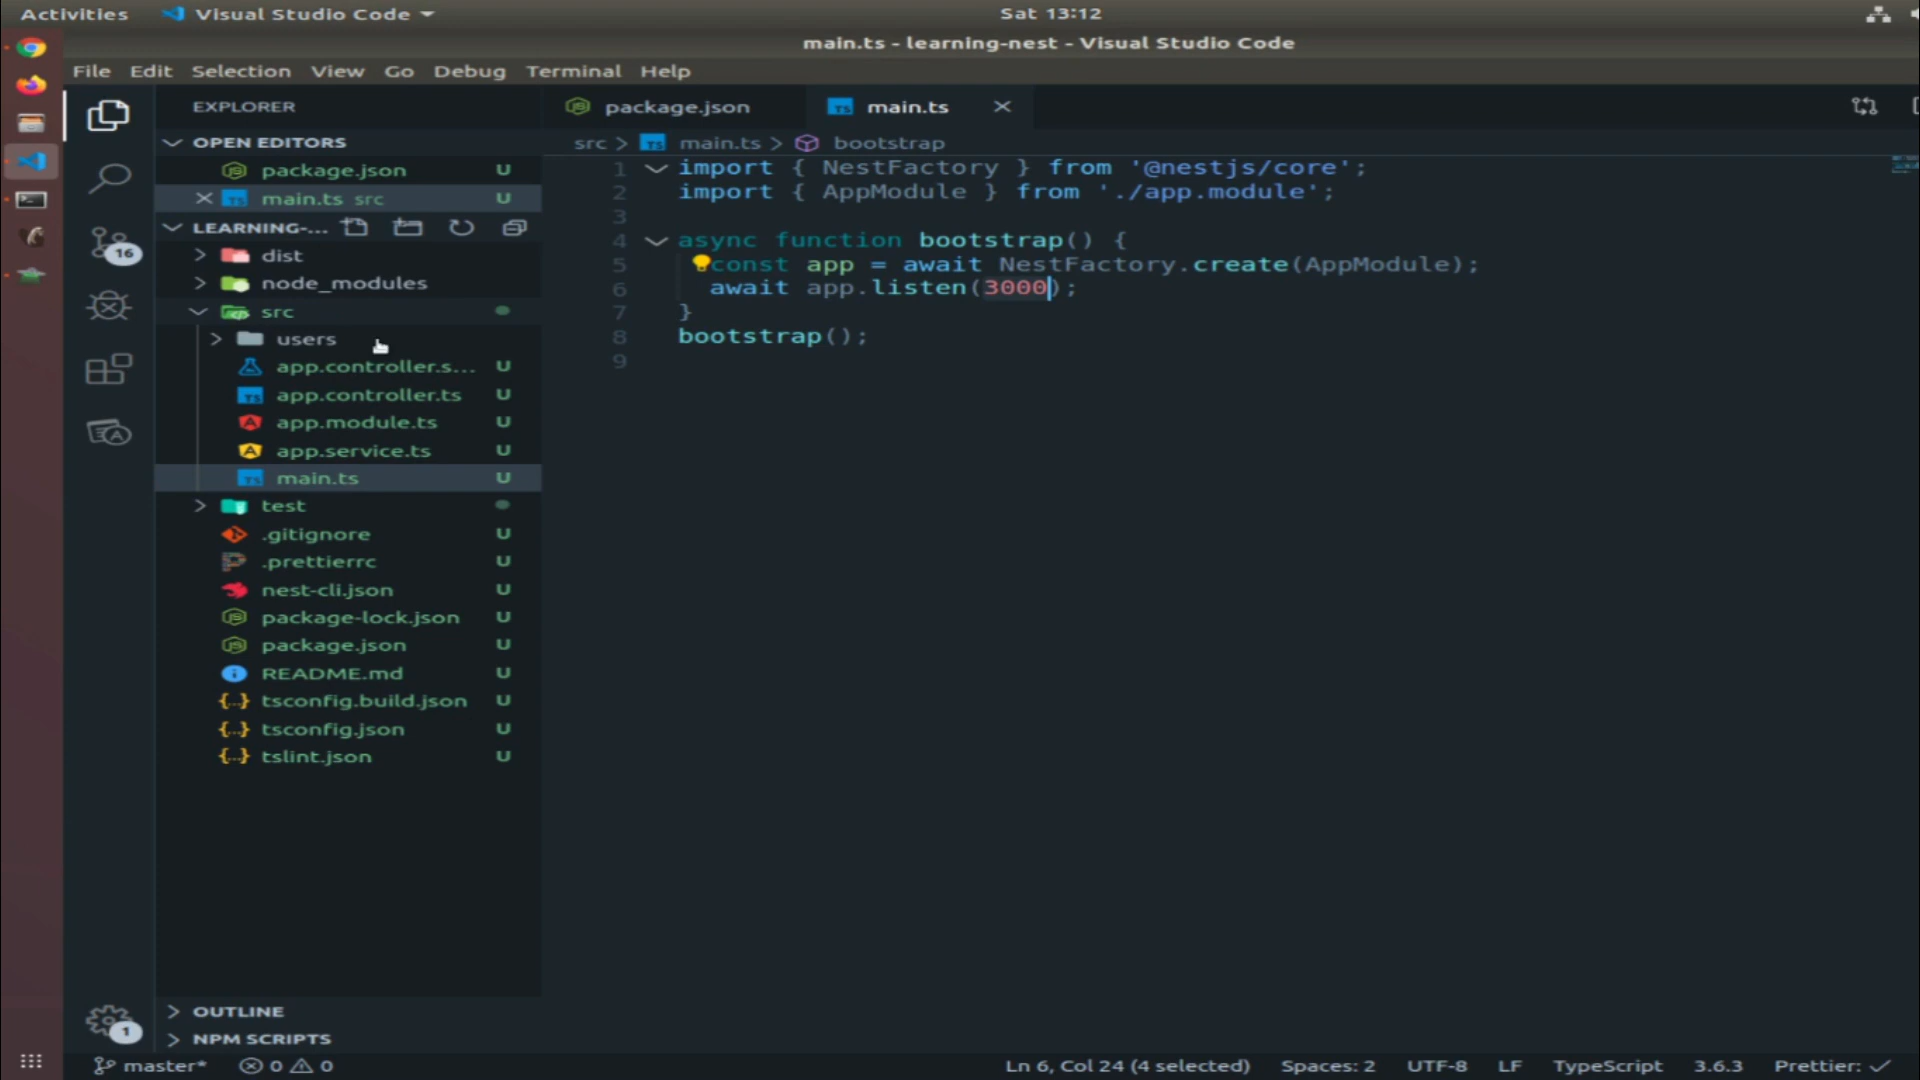 Activities Visual Studio Code Sat 13:12
main.ts - learning-nest - Visual Studio Code
File Edit Selection View Go Debug Terminal Help
EXPLORER
OPEN EDITORS
package.json U
main.ts src U
LEARNING-...
dist
node_modules
src
users
app.controller.s... U
app.controller.ts U
app.module.ts U
app.service.ts U
main.ts U
test
.gitignore U
.prettierrc U
nest-cli.json U
package-lock.json U
package.json U
README.md U
tsconfig.build.json U
tsconfig.json U
tslint.json U
OUTLINE
NPM SCRIPTS
16
1
package.json main.ts
src > main.ts > bootstrap
1 import { NestFactory } from '@nestjs/core';
2 import { AppModule } from './app.module';
3
4 async function bootstrap() {
5 const app = await NestFactory.create(AppModule);
6 await app.listen(3000);
7 }
8 bootstrap();
9
master* 0 0 Ln 6, Col 24 (4 selected) Spaces: 2 UTF-8 LF TypeScript 3.6.3 Prettier: ✓